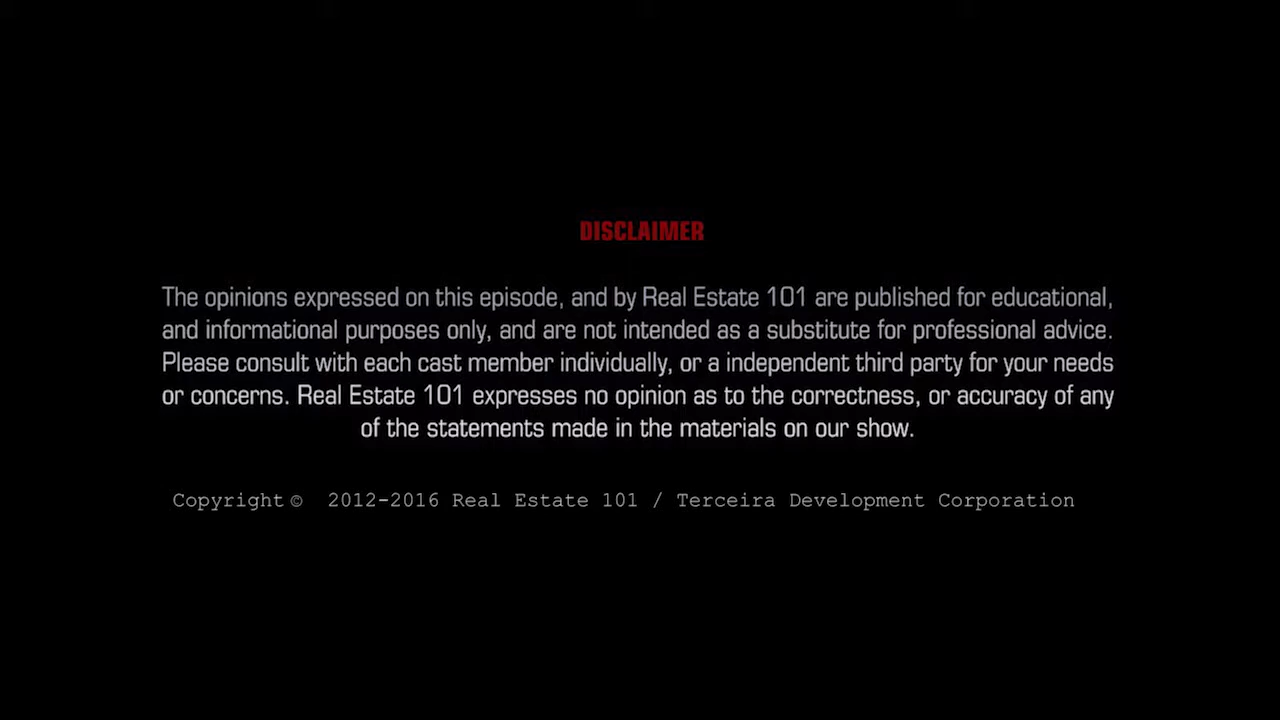 DISCLAIMER
The opinions expressed on this episode, and by Real Estate 101 are published for educational,
and informational purposes only, and are not intended as a substitute for professional advice.
Please consult with each cast member individually, or a independent third party for your needs
or concerns. Real Estate 101 expresses no opinion as to the correctness, or accuracy of any
of the statements made in the materials on our show.
Copyright © 2012-2016 Real Estate 101 / Terceira Development Corporation